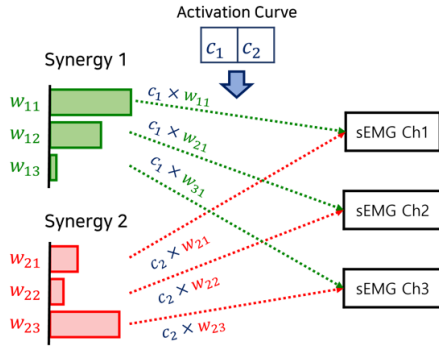 Activation Curve
c₁ c₂
Synergy 1
w₁₁
w₁₂
w₁₃
c₁ × w₁₁
c₁ × w₂₁
c₁ × w₃₁
sEMG Ch1
sEMG Ch2
sEMG Ch3
Synergy 2
w₂₁
w₂₂
w₂₃
c₂ × w₂₁
c₂ × w₂₂
c₂ × w₂₃